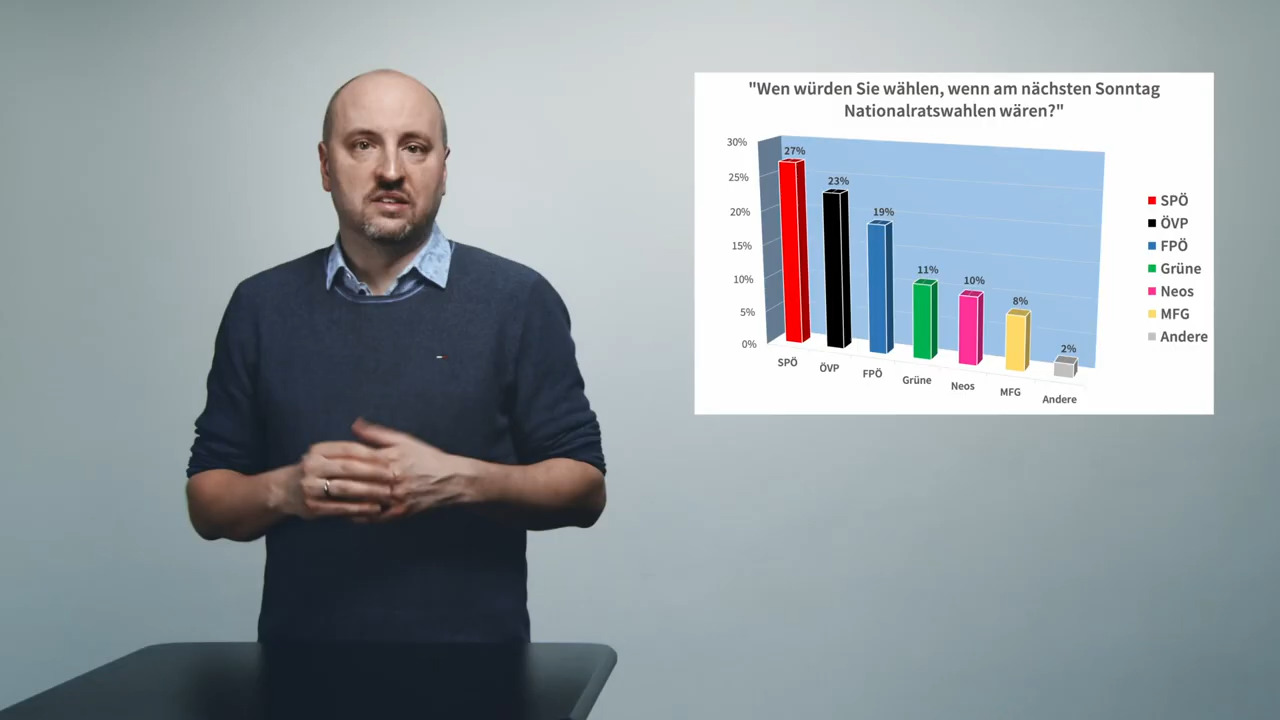 "Wen würden Sie wählen, wenn am nächsten Sonntag
Nationalratswahlen wären?"
30%
25%
20%
15%
10%
5%
0%
27%
23%
19%
11%
10%
8%
2%
SPÖ
ÖVP
FPÖ
Grüne
Neos
MFG
Andere
SPÖ
ÖVP
FPÖ
Grüne
Neos
MFG
Andere